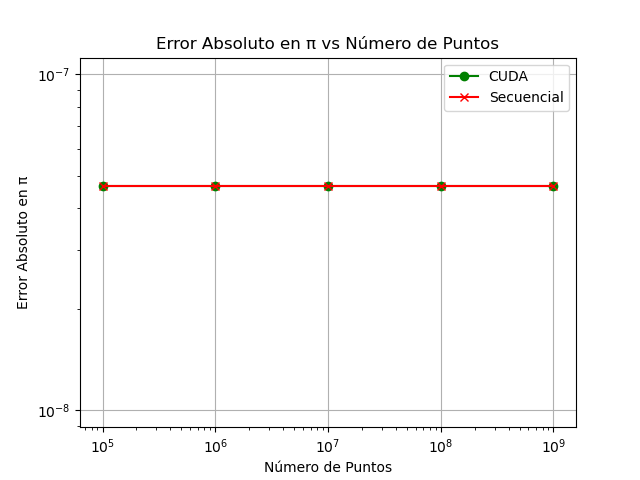 Error Absoluto en π vs Número de Puntos
Error Absoluto en π
10⁻⁷
10⁻⁸
CUDA
Secuencial
10⁵ 10⁶ 10⁷ 10⁸ 10⁹
Número de Puntos